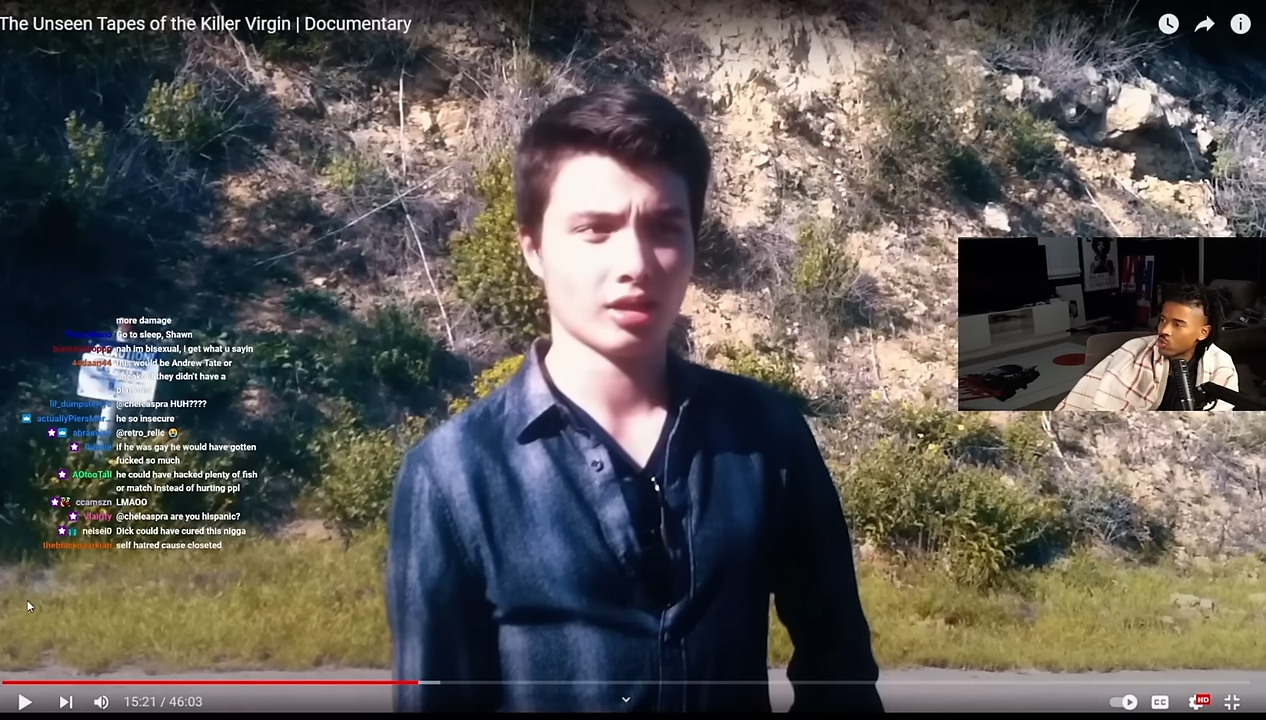 The Unseen Tapes of the Killer Virgin | Documentary
more damage
Go to sleep, Shawn
nah Im bisexual, I get what u sayin
this would be Andrew Tate or
they didn't have a
@cheleaspra HUH????
he so insecure
@retro_relic 😭
if he was gay he would have gotten
fucked so much
AOtooTall he could have hacked plenty of fish
or match instead of hurting ppl
ccamszn LMAOO
@cheleaspra are you hispanic?
neisei0 Dick could have cured this nigga
self hatred cause closeted
15:21 / 46:03
CC
HD